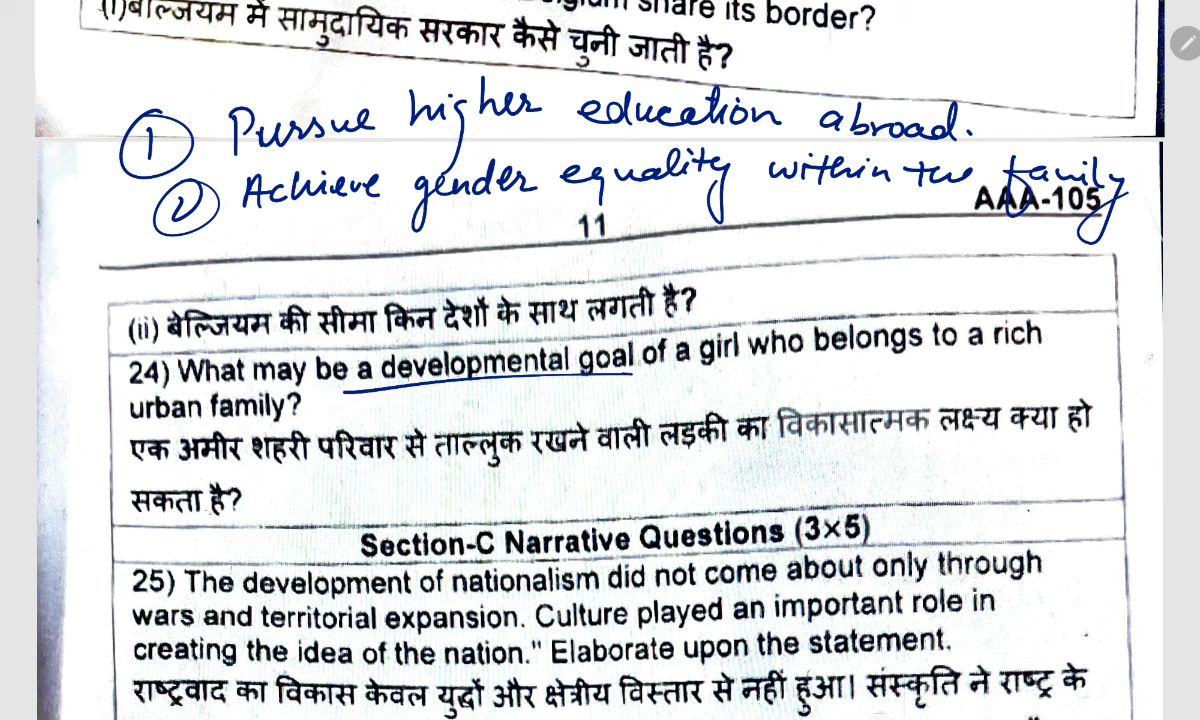 share its border?
(i)बेल्जियम में सामुदायिक सरकार कैसे चुनी जाती है?
① Pursue higher education abroad.
② Achieve gender equality within the family
AAA-105
11
(ii) बेल्जियम की सीमा किन देशों के साथ लगती है?
24) What may be a developmental goal of a girl who belongs to a rich
urban family?
एक अमीर शहरी परिवार से ताल्लुक रखने वाली लड़की का विकासात्मक लक्ष्य क्या हो
सकता है?
Section-C Narrative Questions (3×5)
25) The development of nationalism did not come about only through
wars and territorial expansion. Culture played an important role in
creating the idea of the nation." Elaborate upon the statement.
राष्ट्रवाद का विकास केवल युद्धों और क्षेत्रीय विस्तार से नहीं हुआ। संस्कृति ने राष्ट्र के